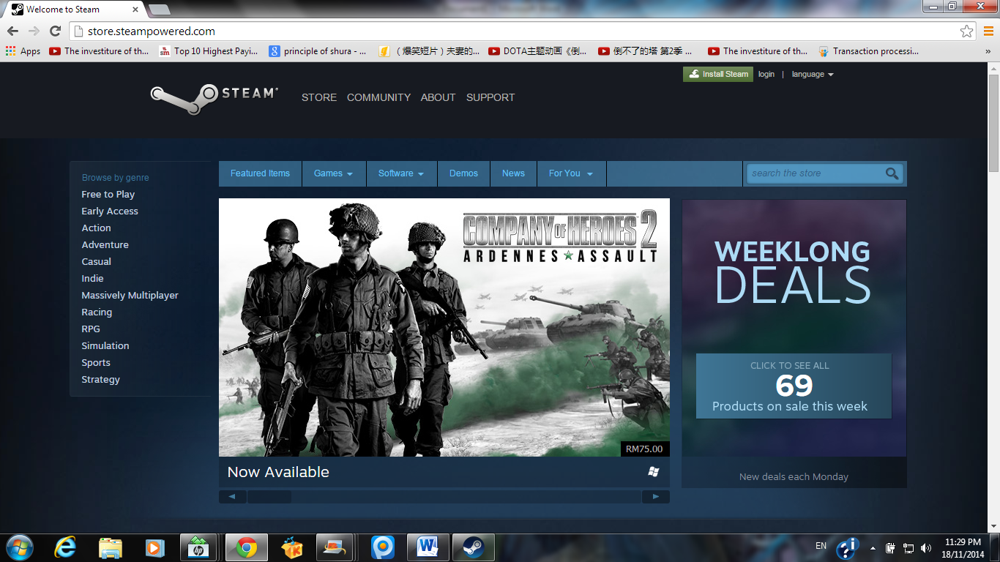 Welcome to Steam
store.steampowered.com
Apps
The investiture of th...
Top 10 Highest Payi...
principle of shura - ...
（爆笑短片）夫妻的...
DOTA主题动画《倒...
倒不了的塔 第2季 ...
The investiture of th...
Transaction processi...
»
Install Steam
login
|
language
STEAM®
STORE
COMMUNITY
ABOUT
SUPPORT
Browse by genre
Free to Play
Early Access
Action
Adventure
Casual
Indie
Massively Multiplayer
Racing
RPG
Simulation
Sports
Strategy
Featured Items
Games
Software
Demos
News
For You
search the store
COMPANY OF HEROES 2
ARDENNES ASSAULT
RM75.00
Now Available
WEEKLONG
DEALS
CLICK TO SEE ALL
69
Products on sale this week
New deals each Monday
EN
11:29 PM
18/11/2014